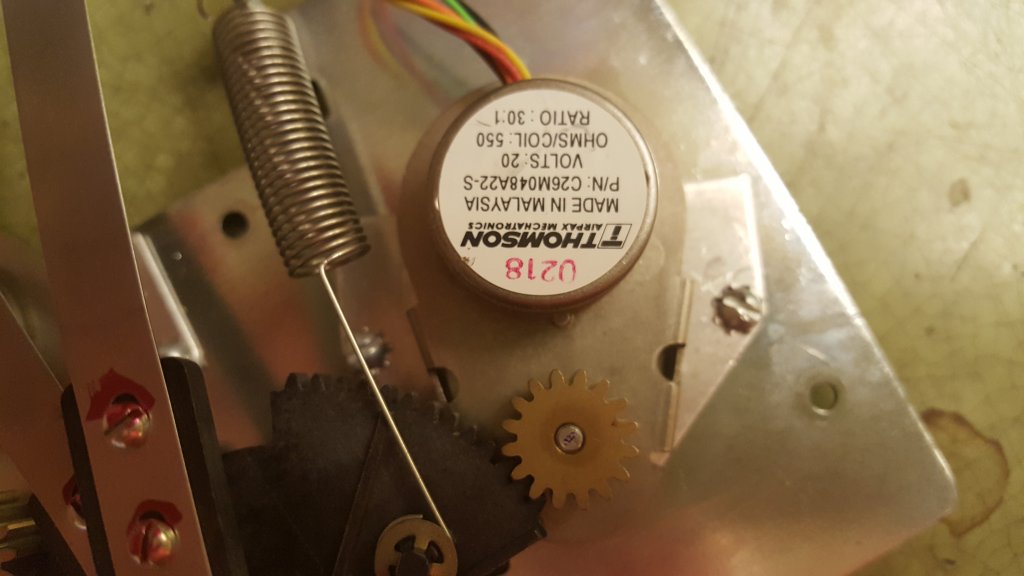 U218
THOMSON
AIRPAX MECHATRONICS
MADE IN MALAYSIA
P/N: C26M048A22-S
VOLTS: 20
OHMS/COIL: 550
RATIO : 30:1